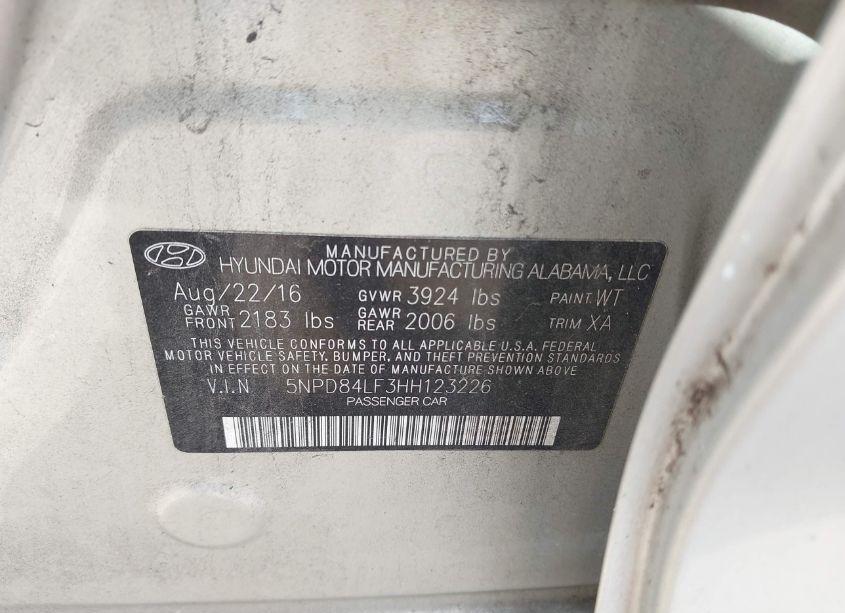 MANUFACTURED BY
HYUNDAI MOTOR MANUFACTURING ALABAMA, LLC
Aug/22/16 GVWR 3924 lbs PAINT: WT
GAWR FRONT 2183 lbs GAWR REAR 2006 lbs TRIM XA
THIS VEHICLE CONFORMS TO ALL APPLICABLE U.S.A. FEDERAL
MOTOR VEHICLE SAFETY, BUMPER, AND THEFT PREVENTION STANDARDS
IN EFFECT ON THE DATE OF MANUFACTURE SHOWN ABOVE.
V.I.N 5NPD84LF3HH123226
PASSENGER CAR